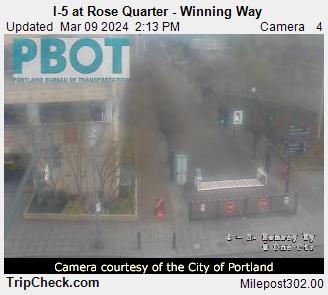 I-5 at Rose Quarter - Winning Way
Updated Mar 09 2024 2:13 PM Camera 4
PBOT
PORTLAND BUREAU OF TRANSPORTATION
Camera courtesy of the City of Portland
TripCheck.com Milepost302.00